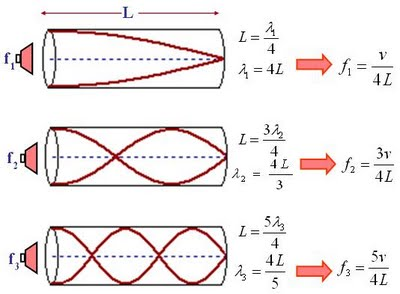 L
f₁
L = λ₁/4
λ₁ = 4L
f₁ = v/4L
f₂
L = 3λ₂/4
λ₂ = 4L/3
f₂ = 3v/4L
f₃
L = 5λ₃/4
λ₃ = 4L/5
f₃ = 5v/4L